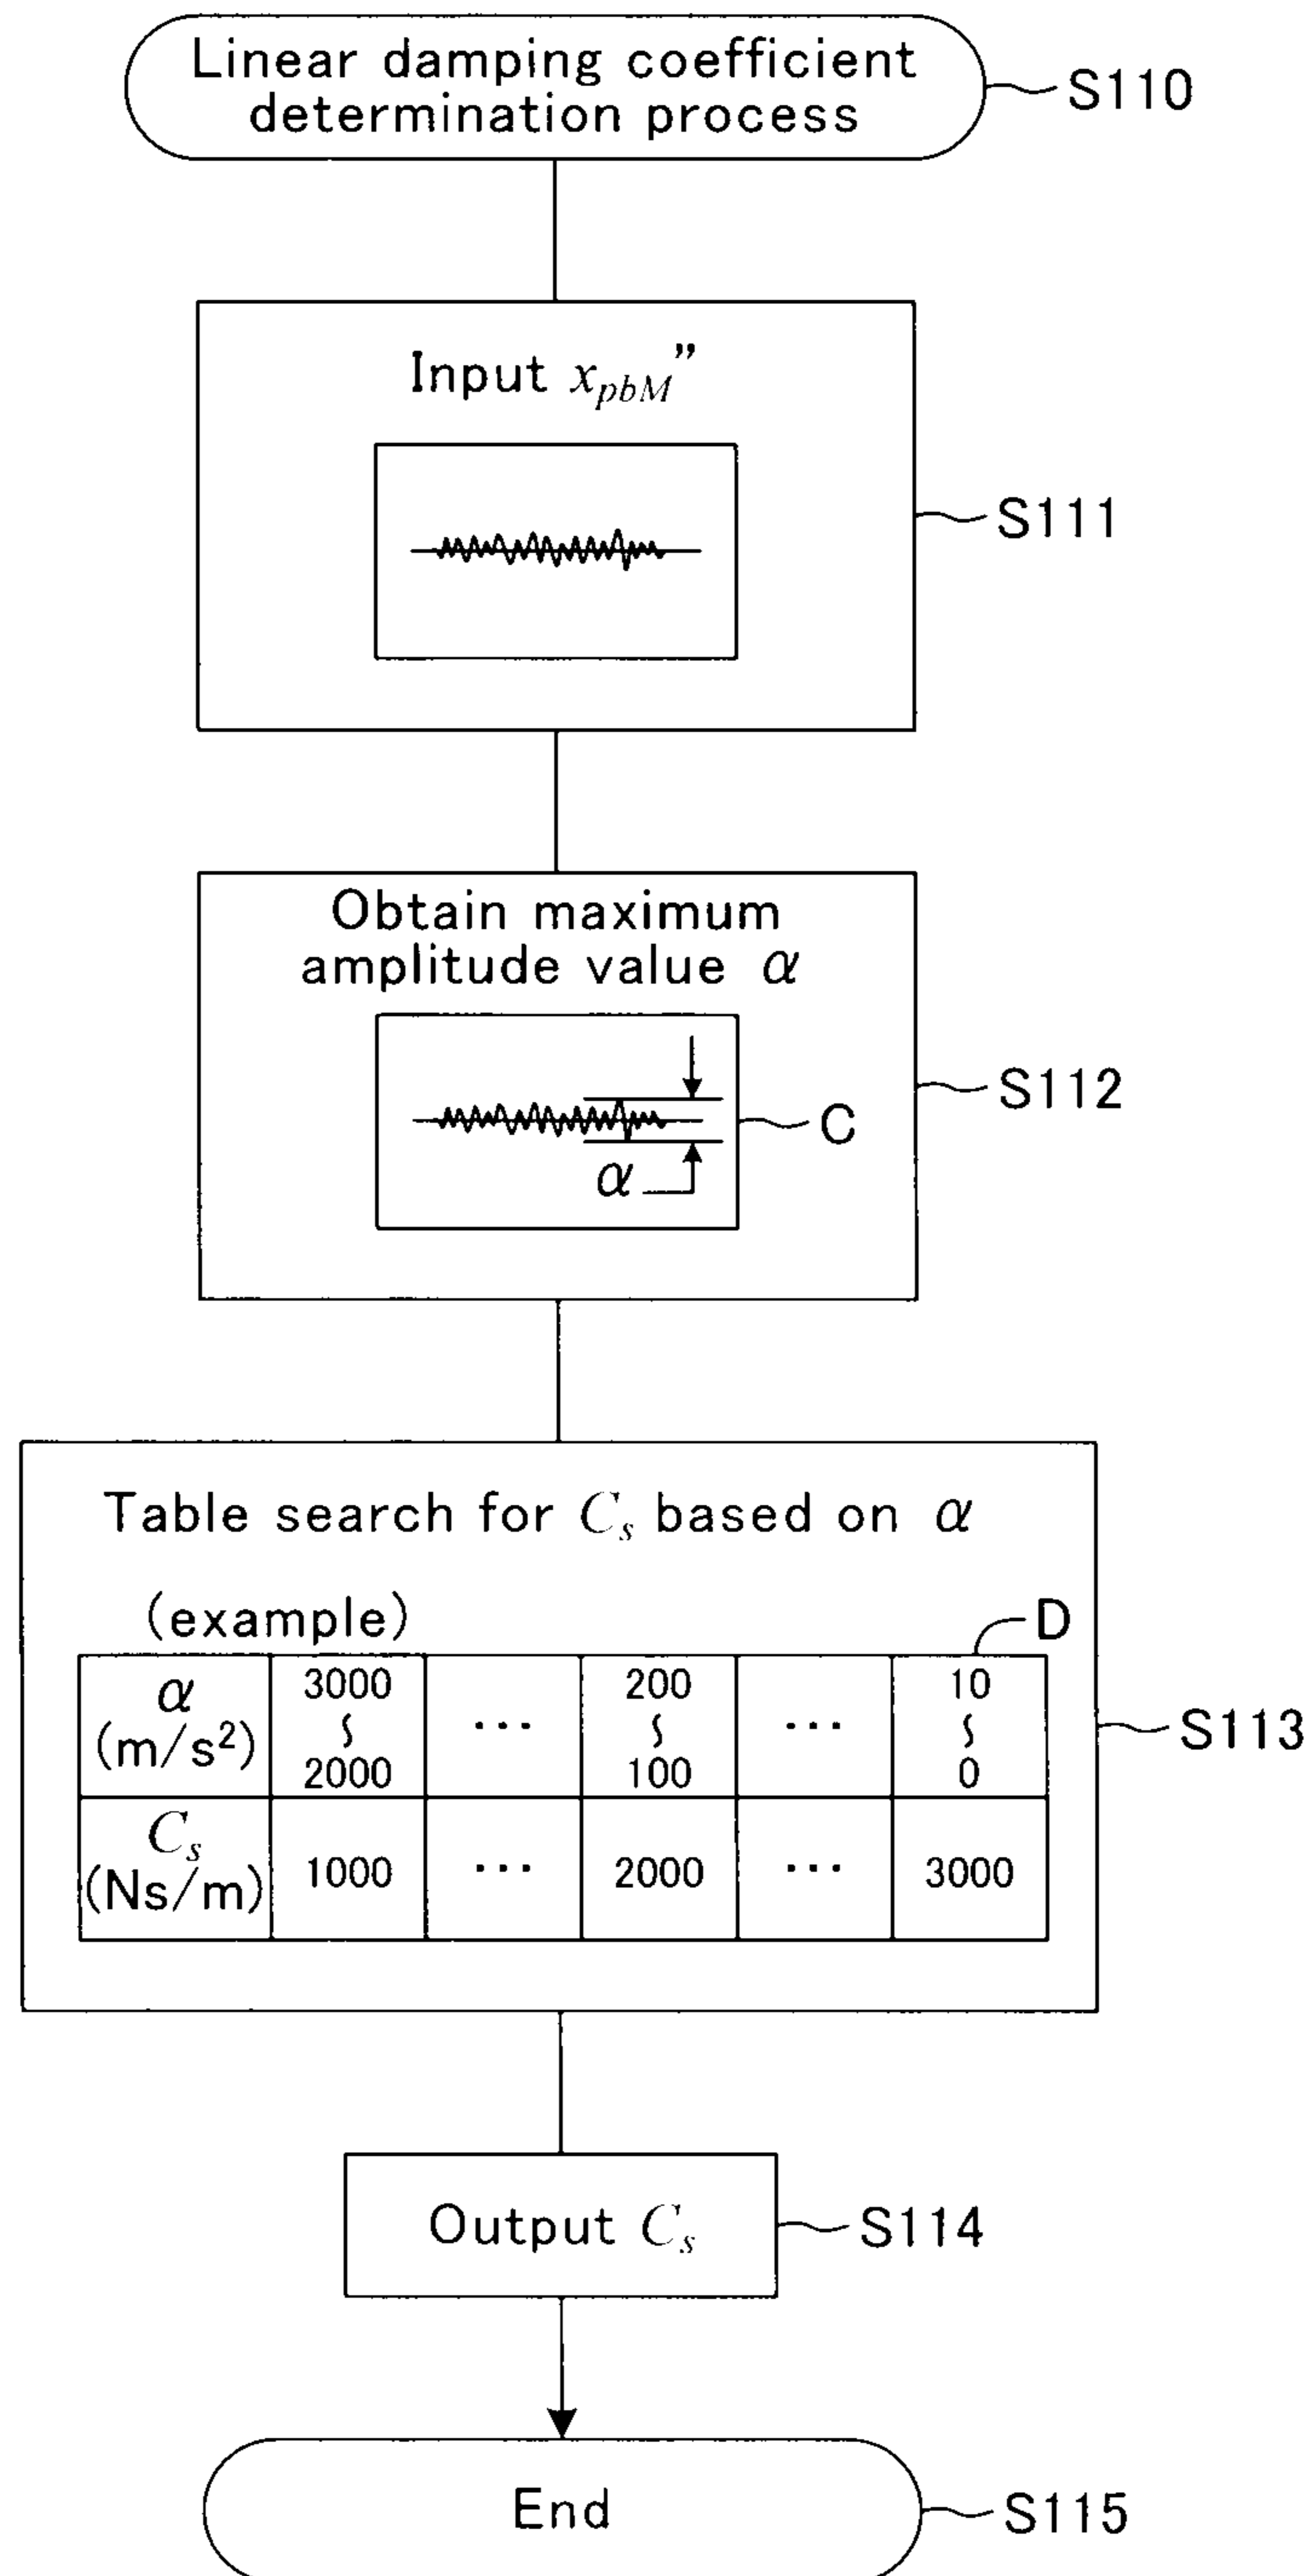 Linear damping coefficient
determination process
S110
Input x_pbM”
S111
Obtain maximum
amplitude value α
α
C
S112
Table search for C_s based on α
(example)
D
α
(m/s²)
3000
∫
2000
...
200
∫
100
...
10
∫
0
C_s
(Ns/m)
1000
...
2000
...
3000
S113
Output C_s
S114
End
S115